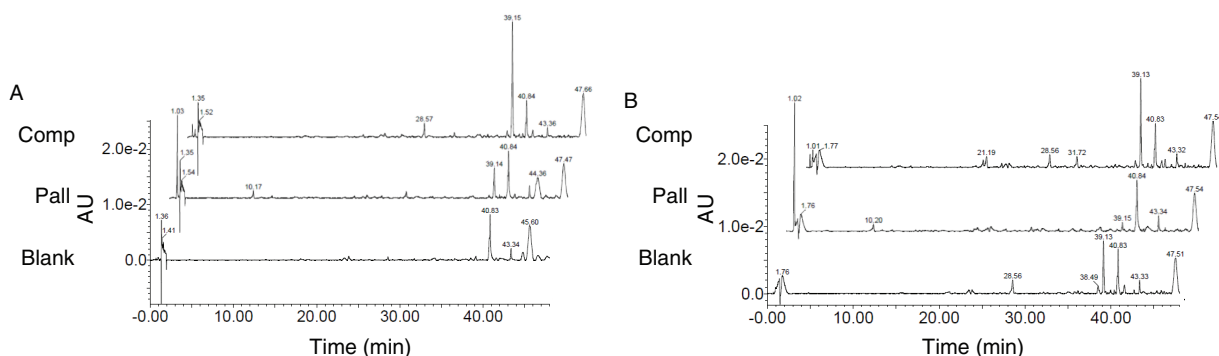 A
Comp
Pall
Blank
AU
2.0e-2
1.0e-2
0.0
1.03
1.35
1.52
28.57
39.15
40.84
43.36
47.66
1.35
1.54
10.17
39.14
40.84
44.36
47.47
1.36
1.41
40.83
43.34
45.60
-0.00 10.00 20.00 30.00 40.00
Time (min)
B
Comp
Pall
Blank
AU
2.0e-2
1.0e-2
0.0
1.02
1.01
1.77
21.19
28.56
31.72
39.13
40.83
43.32
47.54
1.76
10.20
39.15
40.84
43.34
47.54
1.76
28.56
38.49
39.13
40.83
43.33
47.51
-0.00 10.00 20.00 30.00 40.00
Time (min)